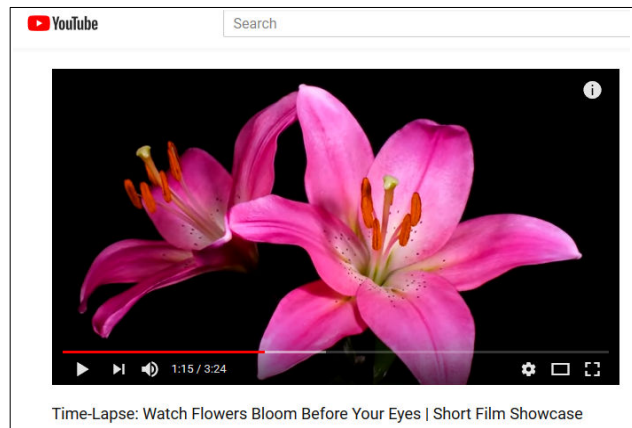 YouTube
Search
1:15 / 3:24
Time-Lapse: Watch Flowers Bloom Before Your Eyes | Short Film Showcase